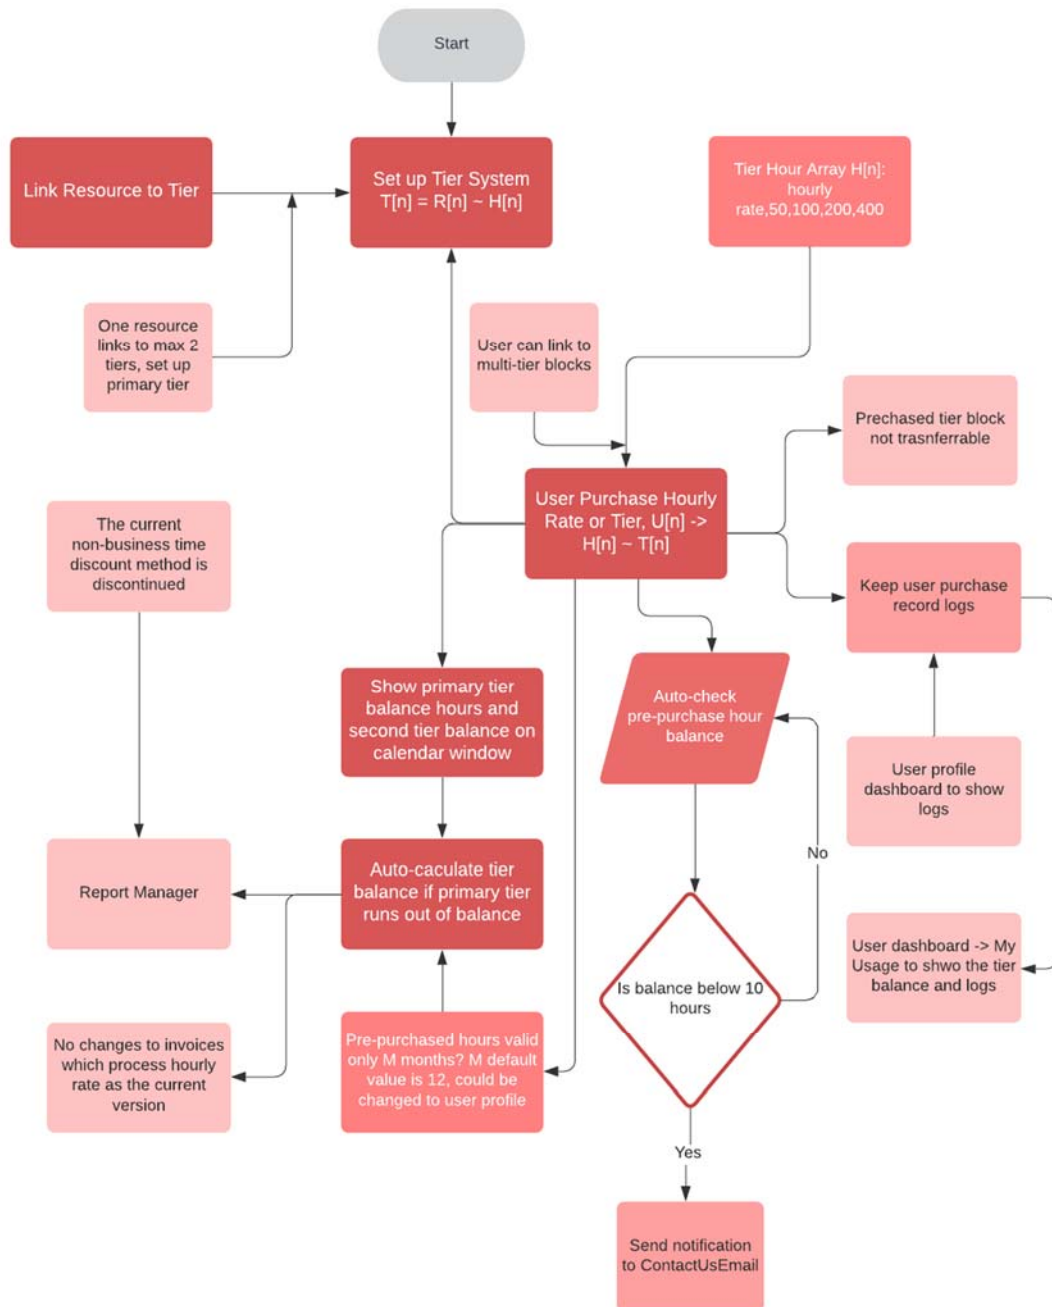 Start
Link Resource to Tier
Set up Tier System
T[n] = R[n] ~ H[n]
Tier Hour Array H[n]:
hourly
rate,50,100,200,400
One resource
links to max 2
tiers, set up
primary tier
User can link to
multi-tier blocks
Prechased tier block
not trasnferrable
User Purchase Hourly
Rate or Tier, U[n] ->
H[n] ~ T[n]
The current
non-business time
discount method is
discontinued
Keep user purchase
record logs
Show primary tier
balance hours and
second tier balance on
calendar window
Auto-check
pre-purchase hour
balance
User profile
dashboard to show
logs
No
Report Manager
Auto-caculate tier
balance if primary tier
runs out of balance
User dashboard -> My
Usage to shwo the tier
balance and logs
Is balance below 10
hours
No changes to invoices
which process hourly
rate as the current
version
Pre-purchased hours valid
only M months? M default
value is 12, could be
changed to user profile
Yes
Send notification
to ContactUsEmail